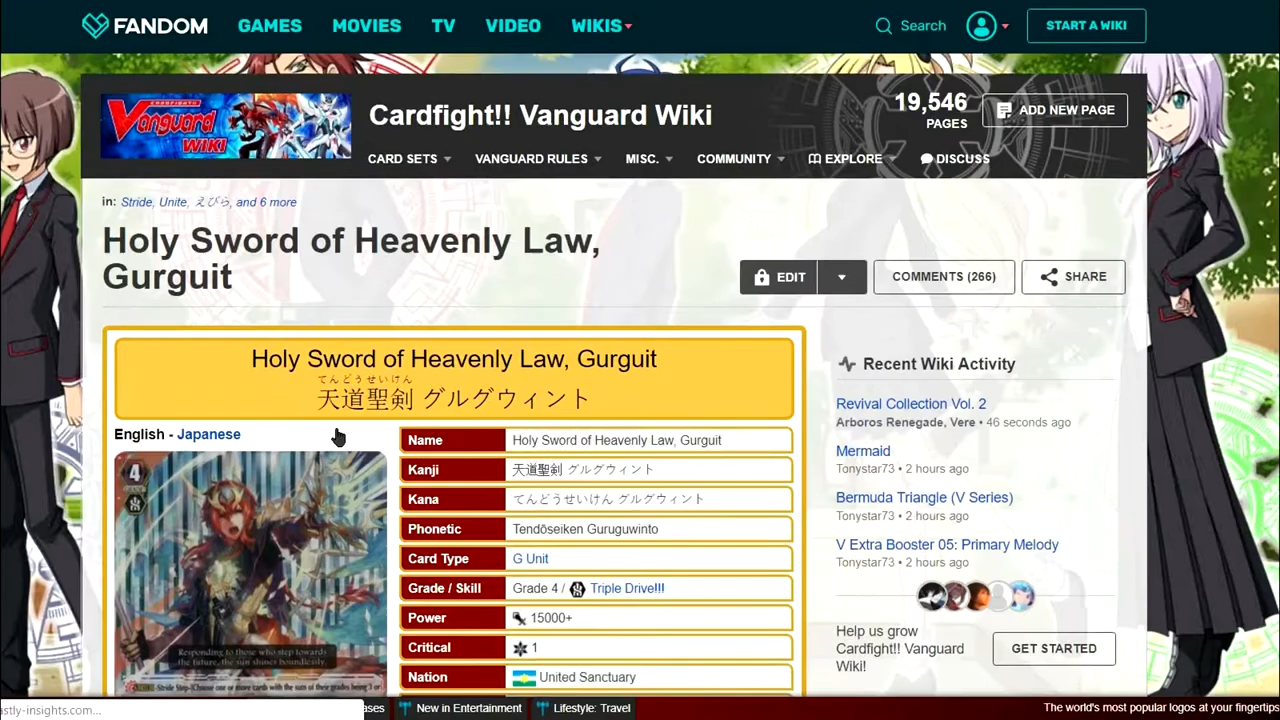 FANDOM
GAMES
MOVIES
TV
VIDEO
WIKIS
Search
START A WIKI
CARDFIGHT!!
Vanguard
WIKI
Cardfight!! Vanguard Wiki
19,546
PAGES
ADD NEW PAGE
CARD SETS
VANGUARD RULES
MISC.
COMMUNITY
EXPLORE
DISCUSS
in: Stride, Unite, えびら, and 6 more
Holy Sword of Heavenly Law,
Gurguit
EDIT
COMMENTS (266)
SHARE
Holy Sword of Heavenly Law, Gurguit
てんどうせいけん
天道聖剣 グルグウィント
English - Japanese
4
Responding to those who step towards
the future, the sun shines boundlessly.
Name Holy Sword of Heavenly Law, Gurguit
Kanji 天道聖剣 グルグウィント
Kana てんどうせいけん グルグウィント
Phonetic Tendōseiken Guruguwinto
Card Type G Unit
Grade / Skill Grade 4 / Triple Drive!!!
Power 15000+
Critical 1
Nation United Sanctuary
Recent Wiki Activity
Revival Collection Vol. 2
Arboros Renegade, Vere • 46 seconds ago
Mermaid
Tonystar73 • 2 hours ago
Bermuda Triangle (V Series)
Tonystar73 • 2 hours ago
V Extra Booster 05: Primary Melody
Tonystar73 • 2 hours ago
Help us grow
Cardfight!! Vanguard
Wiki!
GET STARTED
astly-insights.com...
ases
New in Entertainment
Lifestyle: Travel
The world's most popular logos at your fingertips